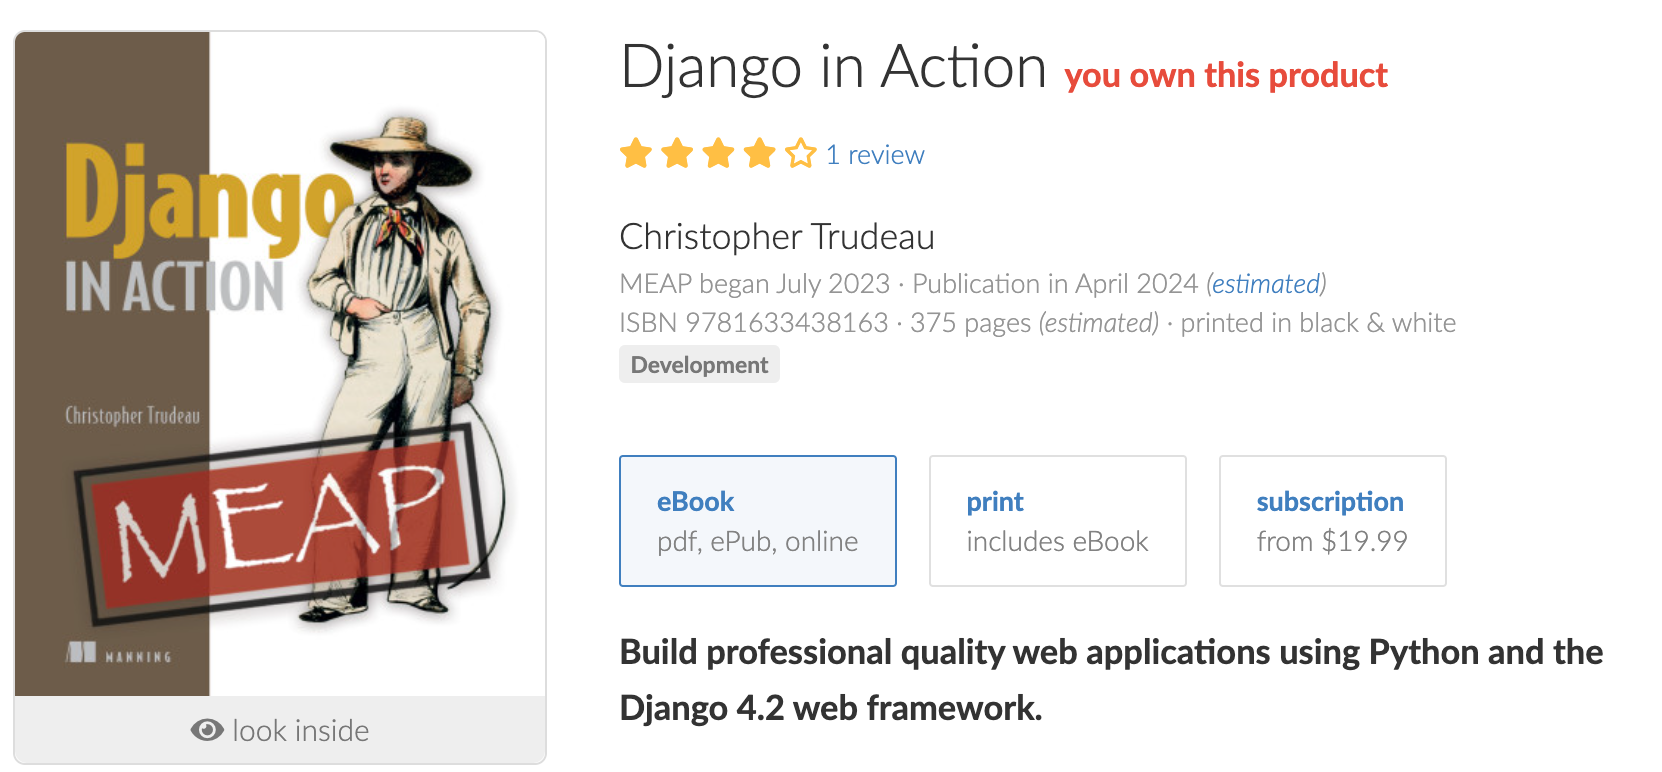 Django
IN ACTION
Christopher Trudeau
MEAP
MANNING
look inside
Django in Action you own this product
1 review
Christopher Trudeau
MEAP began July 2023 · Publication in April 2024 (estimated)
ISBN 9781633438163 · 375 pages (estimated) · printed in black & white
Development
eBook
pdf, ePub, online
print
includes eBook
subscription
from $19.99
Build professional quality web applications using Python and the
Django 4.2 web framework.